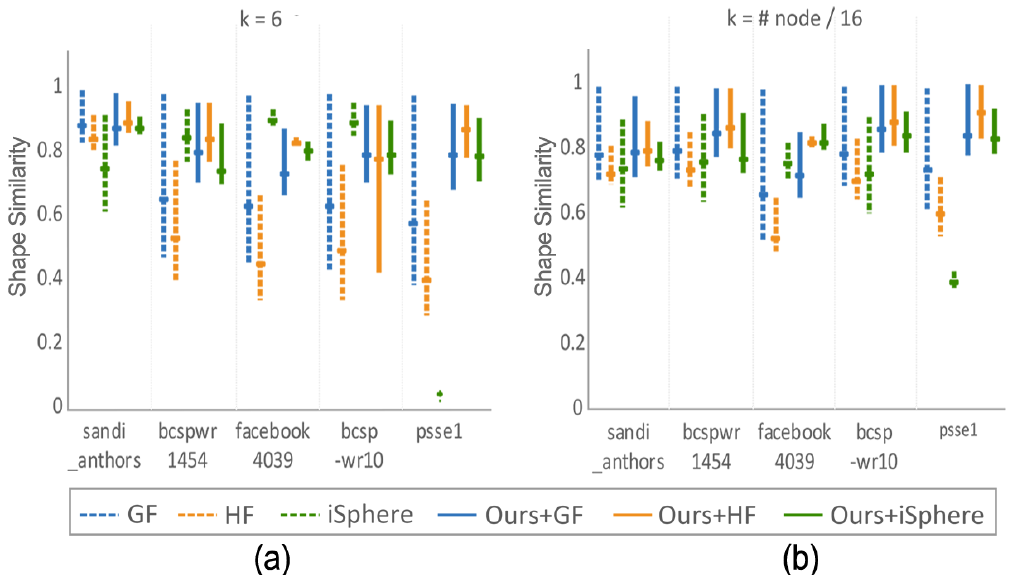 k = 6
k = # node / 16
Shape Similarity
1
0.8
0.6
0.4
0.2
0
sandi
_anthors
bcspwr
1454
facebook
4039
bcsp
-wr10
psse1
Shape Similarity
1
0.8
0.6
0.4
0.2
0
sandi
_anthors
bcspwr
1454
facebook
4039
bcsp
-wr10
psse1
GF HF iSphere Ours+GF Ours+HF Ours+iSphere
(a)
(b)